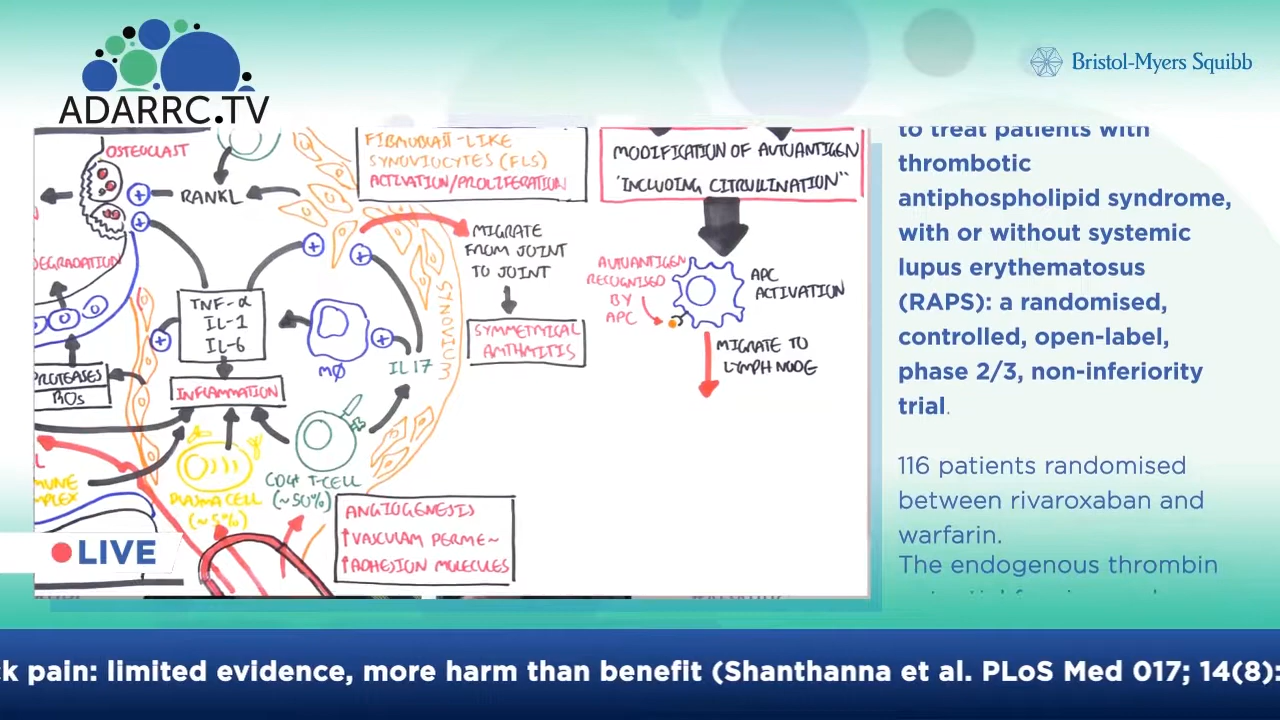 ADARRC.TV
Bristol-Myers Squibb
OSTEOCLAST
RANKL
DEGRADATION
TNF-α
IL-1
IL-6
INFLAMMATION
PROTEASES
ROS
PLASMA CELL
(~5%)
CD4+ T-CELL
(~50%)
MØ
IL17
SYNOVIUM
FIBROBLAST-LIKE
SYNOVIOCYTES (FLS)
ACTIVATION/PROLIFERATION
MIGRATE
FROM JOINT
TO JOINT
SYMMETRICAL
ARTHRITIS
ANGIOGENESIS
↑VASCULAR PERME~
↑ADHESION MOLECULES
MODIFICATION OF AUTOANTIGEN
"INCLUDING CITRULLINATION"
AUTOANTIGEN
RECOGNISED
BY
APC
APC
ACTIVATION
MIGRATE TO
LYMPH NODE
LIVE
to treat patients with
thrombotic
antiphospholipid syndrome,
with or without systemic
lupus erythematosus
(RAPS): a randomised,
controlled, open-label,
phase 2/3, non-inferiority
trial.
116 patients randomised
between rivaroxaban and
warfarin.
The endogenous thrombin
ck pain: limited evidence, more harm than benefit (Shanthanna et al. PLoS Med 017; 14(8):